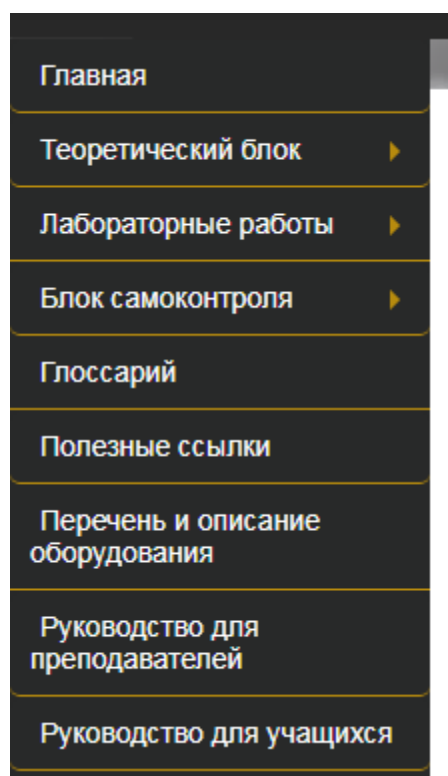 Главная
Теоретический блок
Лабораторные работы
Блок самоконтроля
Глоссарий
Полезные ссылки
Перечень и описание
оборудования
Руководство для
преподавателей
Руководство для учащихся